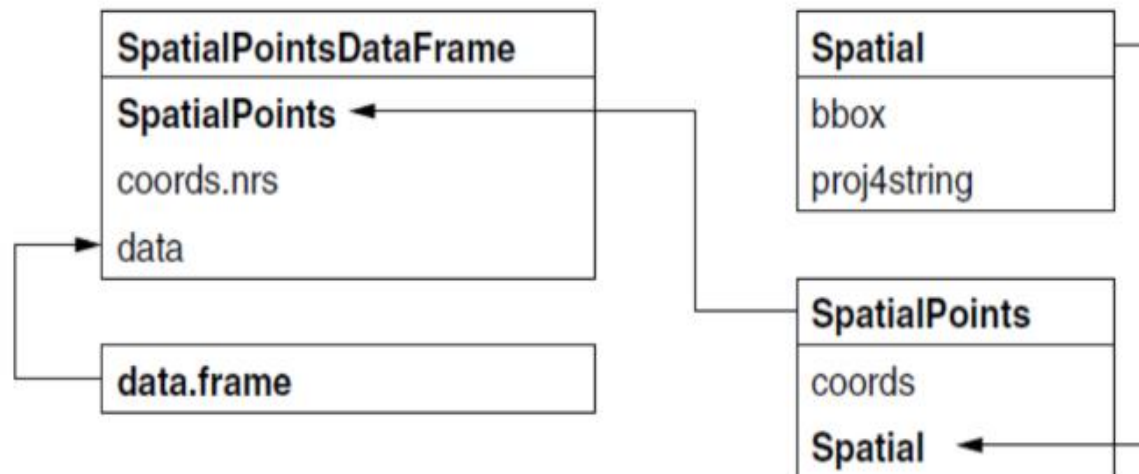 SpatialPointsDataFrame
SpatialPoints
coords.nrs
data
data.frame
Spatial
bbox
proj4string
SpatialPoints
coords
Spatial